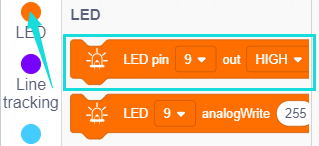 LED
LED
Line
tracking
LED pin 9 out HIGH
LED 9 analogWrite 255